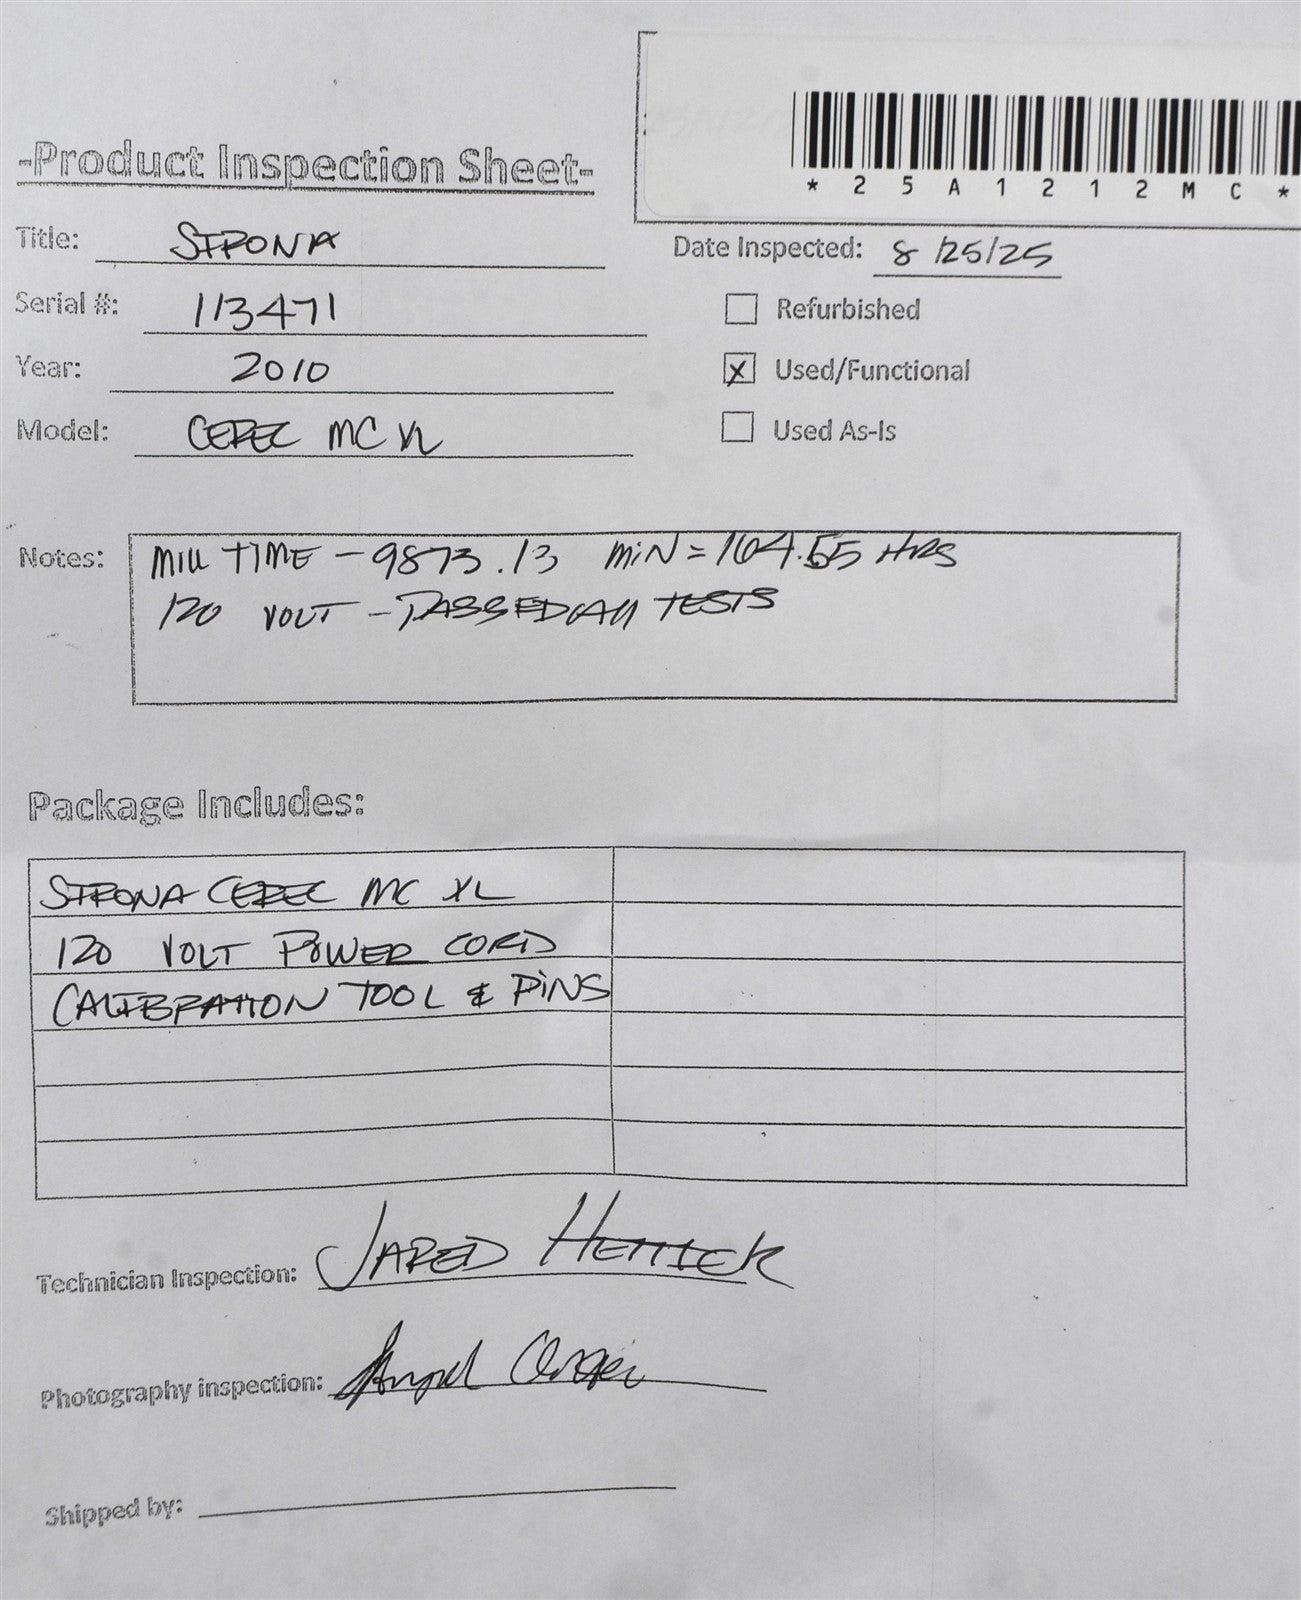 *25A1212MC*
-Product Inspection Sheet-
Title: SIRONA
Date Inspected: 8/25/25
Serial #: 113471
Refurbished
Year: 2010
X Used/Functional
Model: CEREC MC XL
Used As-Is
Notes: MILL TIME - 9873.13 MIN = 164.55 HRS
120 VOLT - PASSED ALL TESTS
Package Includes:
SIRONA CEREC MC XL
120 VOLT POWER CORD
CALIBRATION TOOL & PINS
Technician Inspection: JARED HETTICK
Photography inspection:
Shipped by: